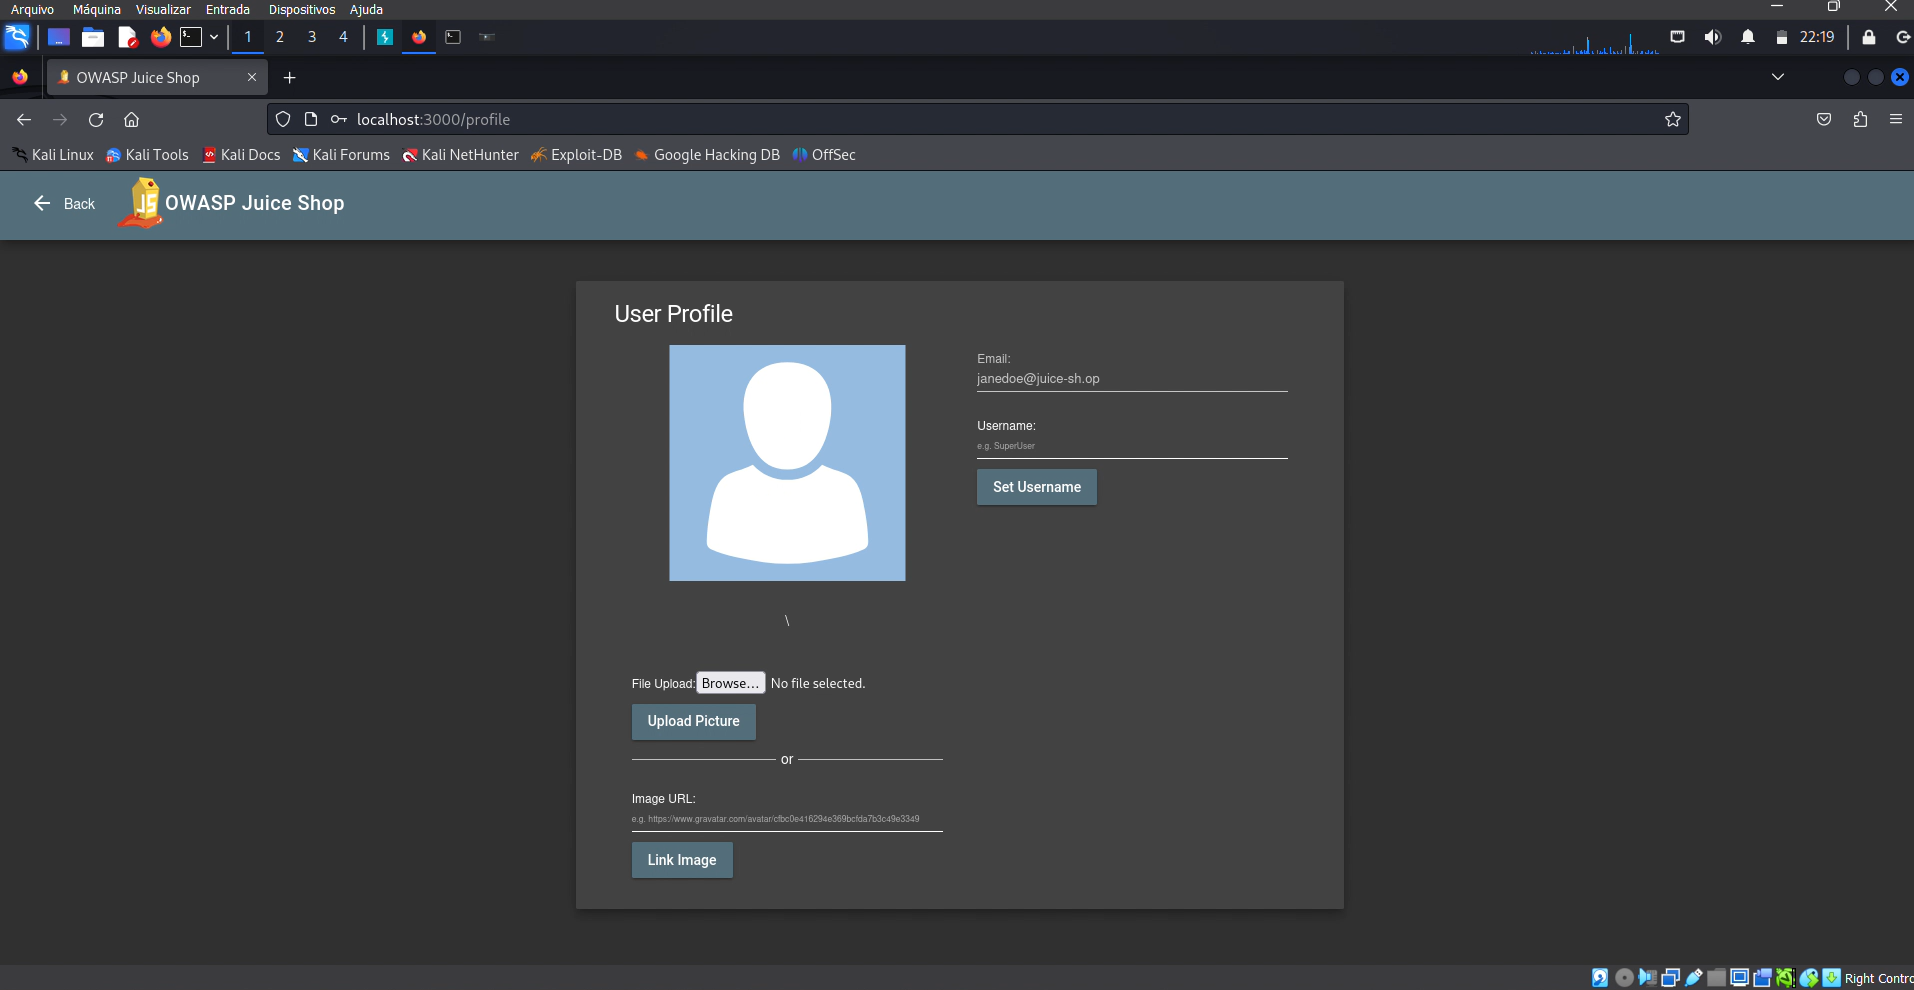 Arquivo Máquina Visualizar Entrada Dispositivos Ajuda
1 2 3 4 22:19
OWASP Juice Shop
localhost:3000/profile
Kali Linux Kali Tools Kali Docs Kali Forums Kali NetHunter Exploit-DB Google Hacking DB OffSec
Back OWASP Juice Shop
User Profile
Email:
janedoe@juice-sh.op
Username:
e.g. SuperUser
Set Username
\
File Upload: Browse... No file selected.
Upload Picture
or
Image URL:
e.g. https://www.gravatar.com/avatar/cfbc0e416294e369bcfda7b3c49e3349
Link Image
Right Contro